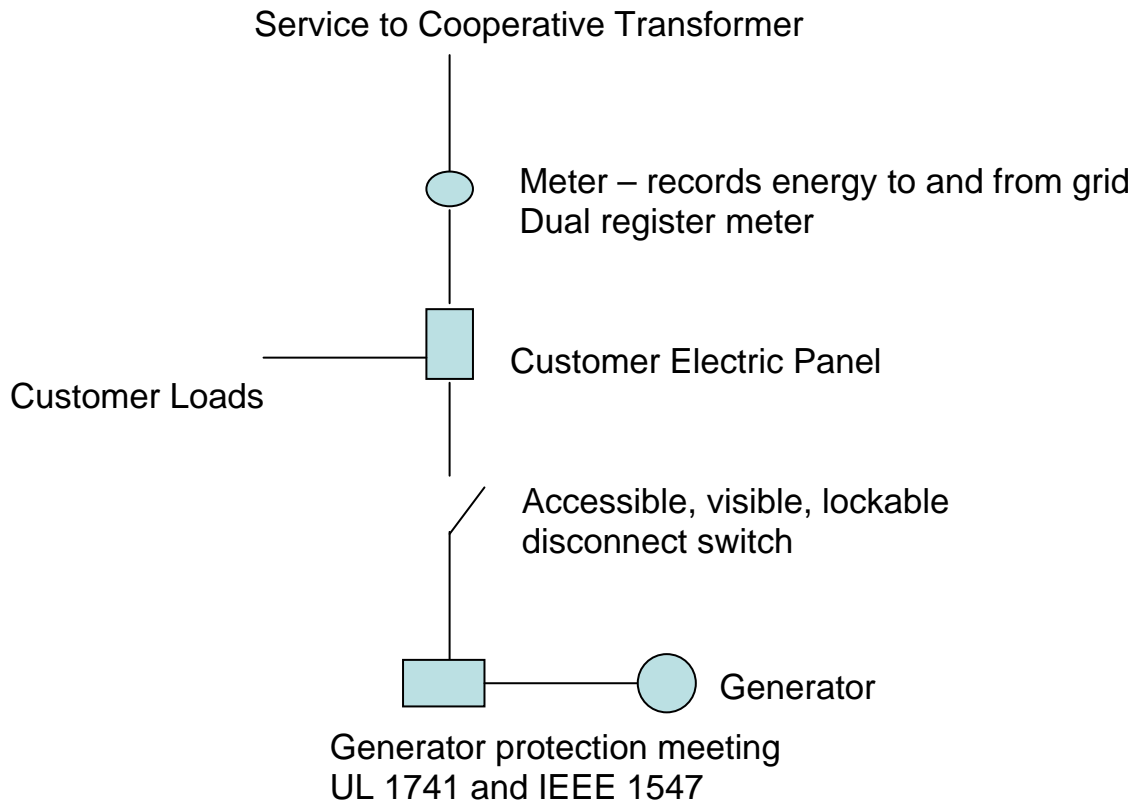 Service to Cooperative Transformer
Meter – records energy to and from grid
Dual register meter
Customer Electric Panel
Customer Loads
Accessible, visible, lockable
disconnect switch
Generator
Generator protection meeting
UL 1741 and IEEE 1547